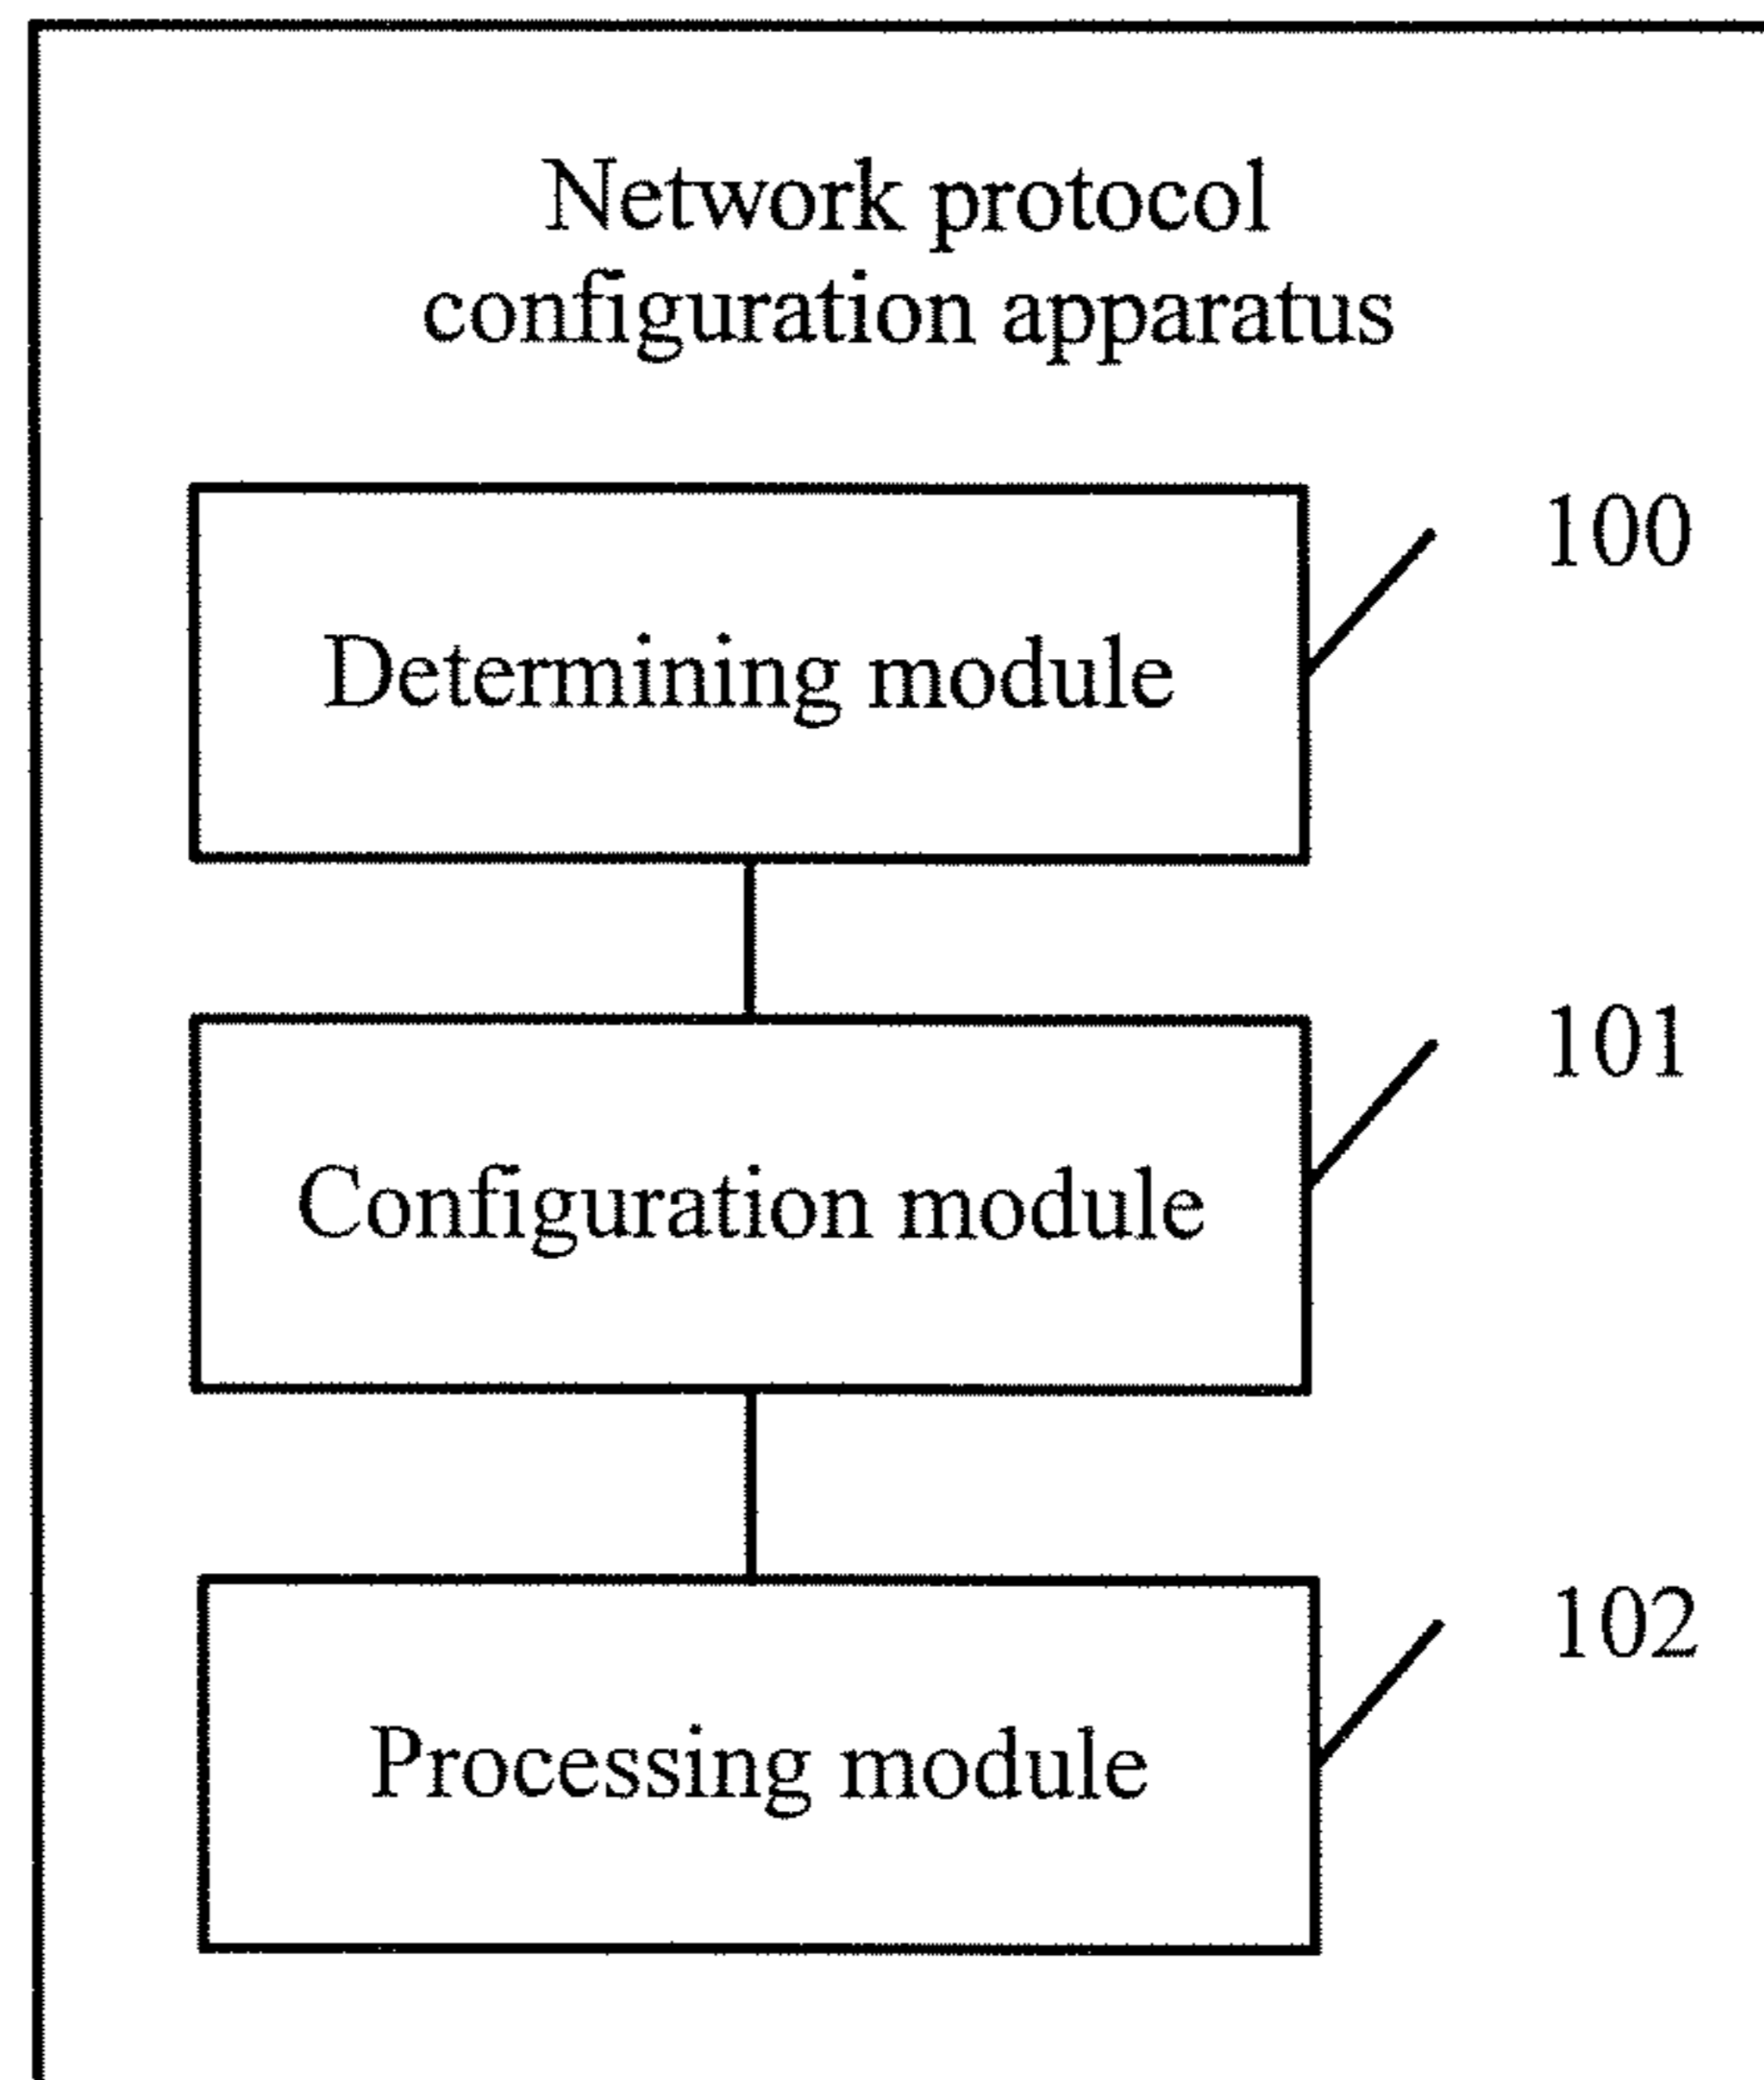 Network protocol
configuration apparatus
100
Determining module
101
Configuration module
102
Processing module